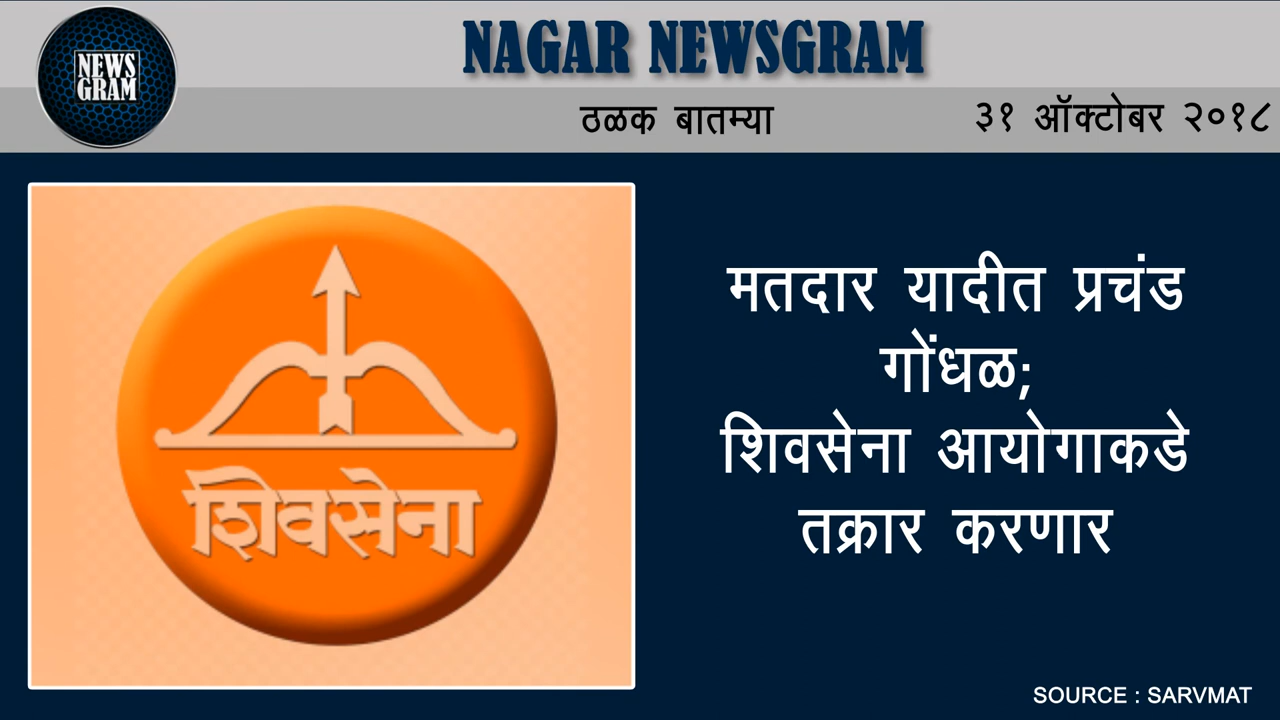 NEWS
GRAM
NAGAR NEWSGRAM
ठळक बातम्या
३१ ऑक्टोबर २०१८
शिवसेना
मतदार यादीत प्रचंड
गोंधळ;
शिवसेना आयोगाकडे
तक्रार करणार
SOURCE : SARVMAT